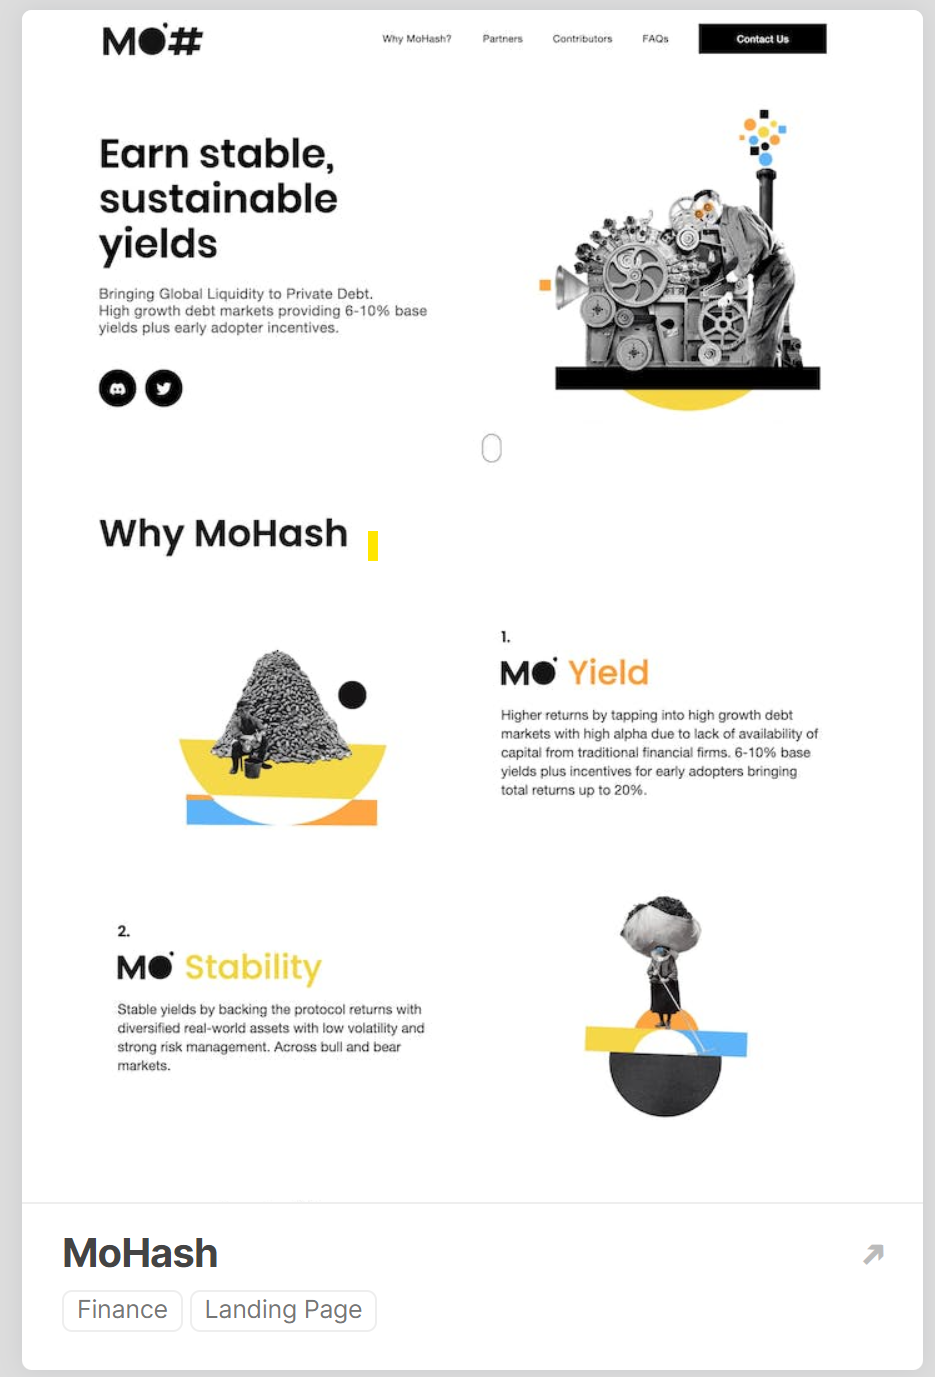 MO#
Why MoHash?
Partners
Contributors
FAQs
Contact Us
Earn stable,
sustainable
yields
Bringing Global Liquidity to Private Debt.
High growth debt markets providing 6-10% base
yields plus early adopter incentives.
Why MoHash
1.
MO Yield
Higher returns by tapping into high growth debt
markets with high alpha due to lack of availability of
capital from traditional financial firms. 6-10% base
yields plus incentives for early adopters bringing
total returns up to 20%.
2.
MO Stability
Stable yields by backing the protocol returns with
diversified real-world assets with low volatility and
strong risk management. Across bull and bear
markets.
MoHash
Finance
Landing Page